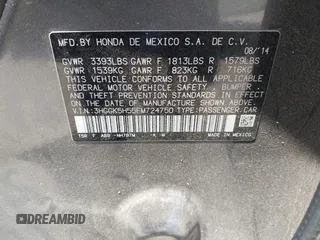 MFD.BY HONDA DE MEXICO S.A. DE C.V.
08/'14
GVWR 3393LBS GAWR F 1813LBS R 1579LBS
GVWR 1539KG GAWR F 823KG R 716KG
THIS VEHICLE CONFORMS TO ALL APPLICABLE
FEDERAL MOTOR VEHICLE SAFETY, BUMPER,
AND THEFT PREVENTION STANDARDS IN EFFECT
ON THE DATE OF MANUFACTURE SHOWN ABOVE.
V.I.N.:3HGGK5H55FM724750 TYPE:PASSENGER CAR
MADE IN
MEXICO
DREAMBID